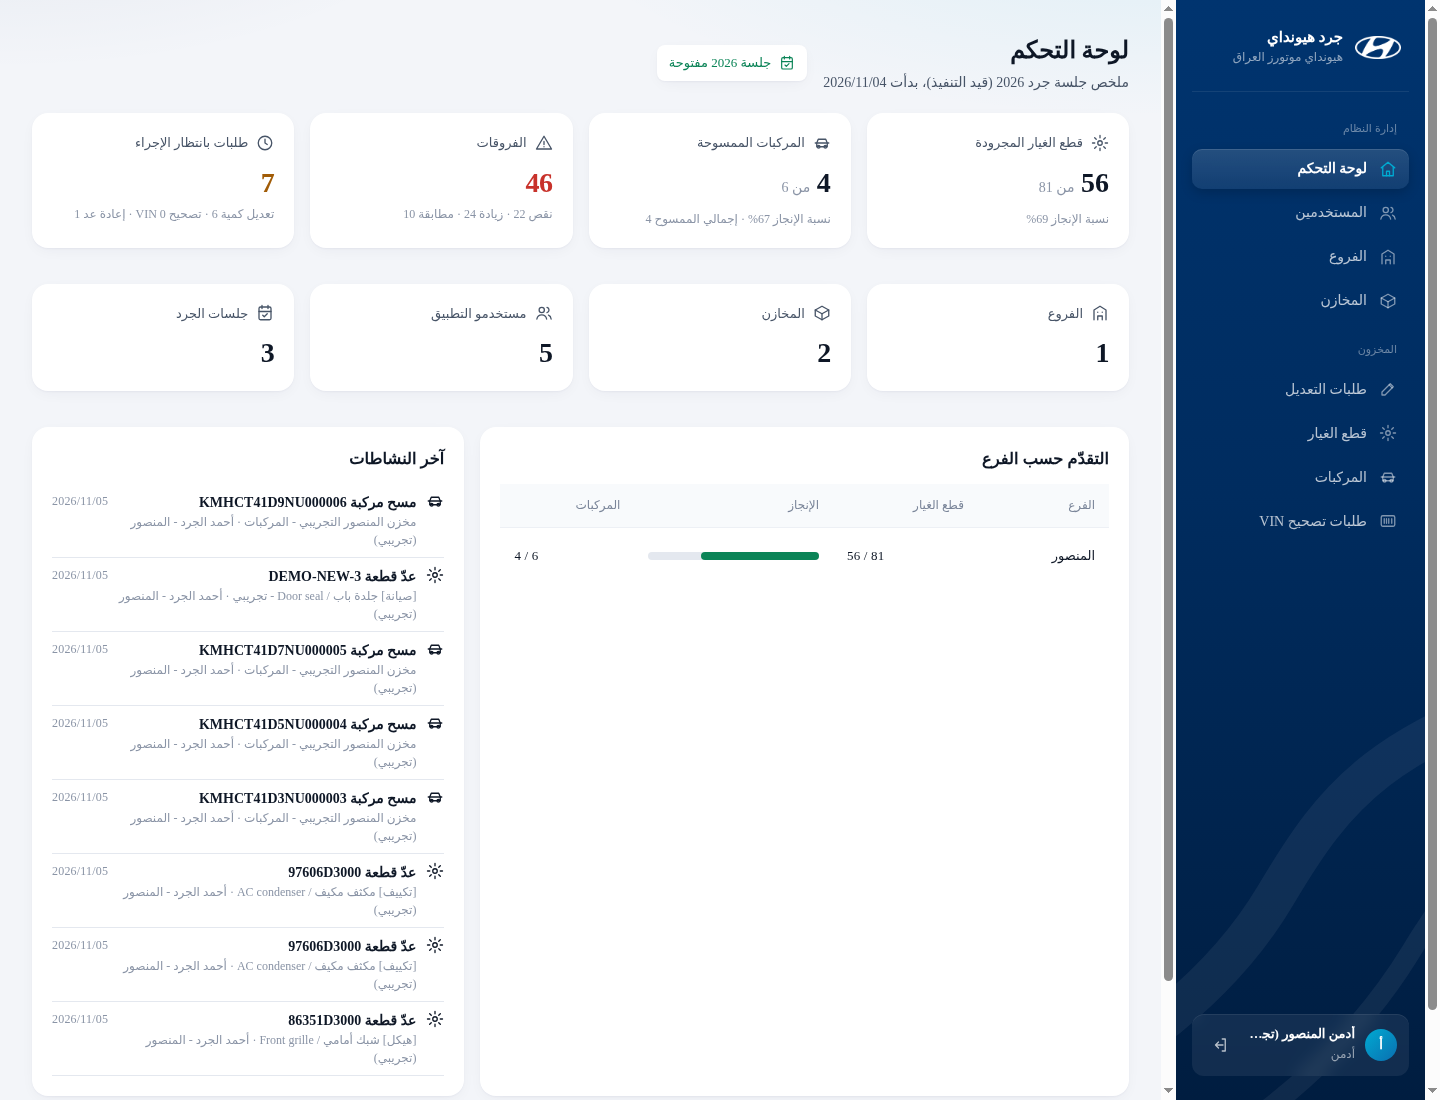 جرد هيونداي
هيونداي موتورز العراق
إدارة النظام
لوحة التحكم
المستخدمين
الفروع
المخازن
المخزون
طلبات التعديل
قطع الغيار
المركبات
طلبات تصحيح VIN
أ
أدمن المنصور (تجـ...
أدمن
لوحة التحكم
ملخص جلسة جرد 2026 (قيد التنفيذ)، بدأت 2026/11/04
جلسة 2026 مفتوحة
قطع الغيار المجرودة
56 من 81
نسبة الإنجاز 69%
المركبات الممسوحة
4 من 6
نسبة الإنجاز 67% · إجمالي الممسوح 4
الفروقات
46
نقص 22 · زيادة 24 · مطابقة 10
طلبات بانتظار الإجراء
7
تعديل كمية 6 · تصحيح VIN 0 · إعادة عد 1
الفروع
1
المخازن
2
مستخدمو التطبيق
5
جلسات الجرد
3
التقدّم حسب الفرع
الفرع قطع الغيار الإنجاز المركبات
المنصور 56 / 81 4 / 6
آخر النشاطات
مسح مركبة KMHCT41D9NU000006 2026/11/05
مخزن المنصور التجريبي - المركبات · أحمد الجرد - المنصور
(تجريبي)
عدّ قطعة DEMO-NEW-3 2026/11/05
[صيانة] جلدة باب / Door seal - تجريبي · أحمد الجرد - المنصور
(تجريبي)
مسح مركبة KMHCT41D7NU000005 2026/11/05
مخزن المنصور التجريبي - المركبات · أحمد الجرد - المنصور
(تجريبي)
مسح مركبة KMHCT41D5NU000004 2026/11/05
مخزن المنصور التجريبي - المركبات · أحمد الجرد - المنصور
(تجريبي)
مسح مركبة KMHCT41D3NU000003 2026/11/05
مخزن المنصور التجريبي - المركبات · أحمد الجرد - المنصور
(تجريبي)
عدّ قطعة 97606D3000 2026/11/05
[تكييف] مكثف مكيف / AC condenser · أحمد الجرد - المنصور
(تجريبي)
عدّ قطعة 97606D3000 2026/11/05
[تكييف] مكثف مكيف / AC condenser · أحمد الجرد - المنصور
(تجريبي)
عدّ قطعة 86351D3000 2026/11/05
[هيكل] شبك أمامي / Front grille · أحمد الجرد - المنصور
(تجريبي)